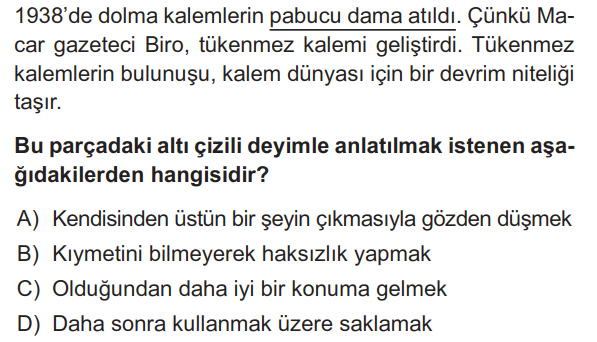 1938’de dolma kalemlerin pabucu dama atıldı. Çünkü Ma-
car gazeteci Biro, tükenmez kalemi geliştirdi. Tükenmez
kalemlerin bulunuşu, kalem dünyası için bir devrim niteliği
taşır.
Bu parçadaki altı çizili deyimle anlatılmak istenen aşa-
ğıdakilerden hangisidir?
A) Kendisinden üstün bir şeyin çıkmasıyla gözden düşmek
B) Kıymetini bilmeyerek haksızlık yapmak
C) Olduğundan daha iyi bir konuma gelmek
D) Daha sonra kullanmak üzere saklamak